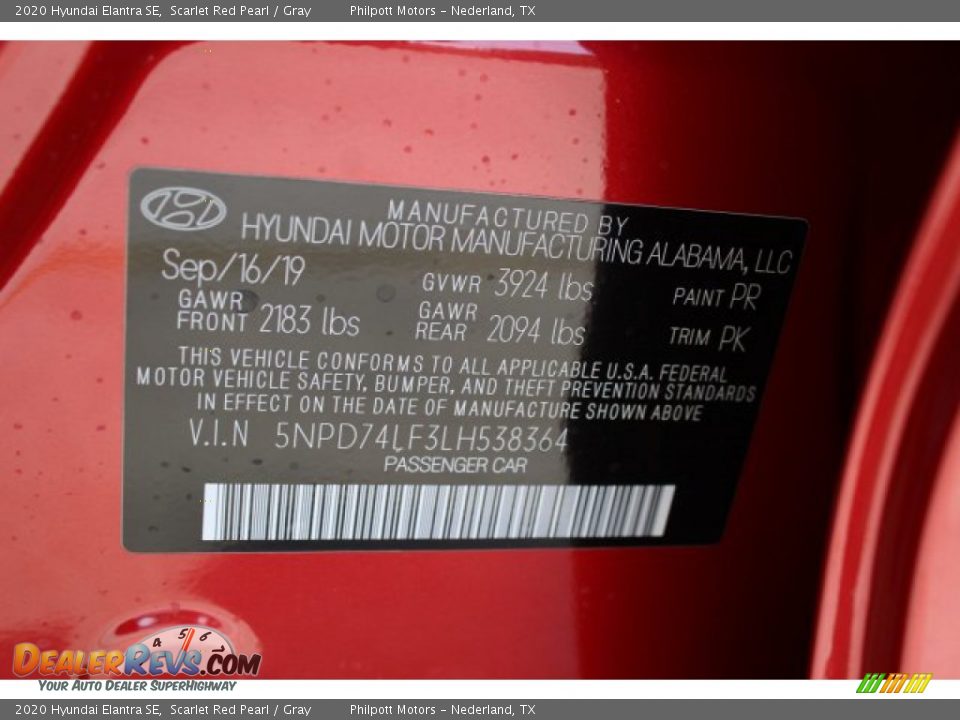 2020 Hyundai Elantra SE, Scarlet Red Pearl / Gray Philpott Motors - Nederland, TX
MANUFACTURED BY
HYUNDAI MOTOR MANUFACTURING ALABAMA, LLC
Sep/16/19 GVWR 3924 lbs PAINT PR
GAWR FRONT 2183 lbs GAWR REAR 2094 lbs TRIM PK
THIS VEHICLE CONFORMS TO ALL APPLICABLE U.S.A. FEDERAL
MOTOR VEHICLE SAFETY, BUMPER, AND THEFT PREVENTION STANDARDS
IN EFFECT ON THE DATE OF MANUFACTURE SHOWN ABOVE
V.I.N 5NPD74LF3LH538364
PASSENGER CAR
4 5 6
DEALERREVS.COM
YOUR AUTO DEALER SUPERHIGHWAY
2020 Hyundai Elantra SE, Scarlet Red Pearl / Gray Philpott Motors - Nederland, TX